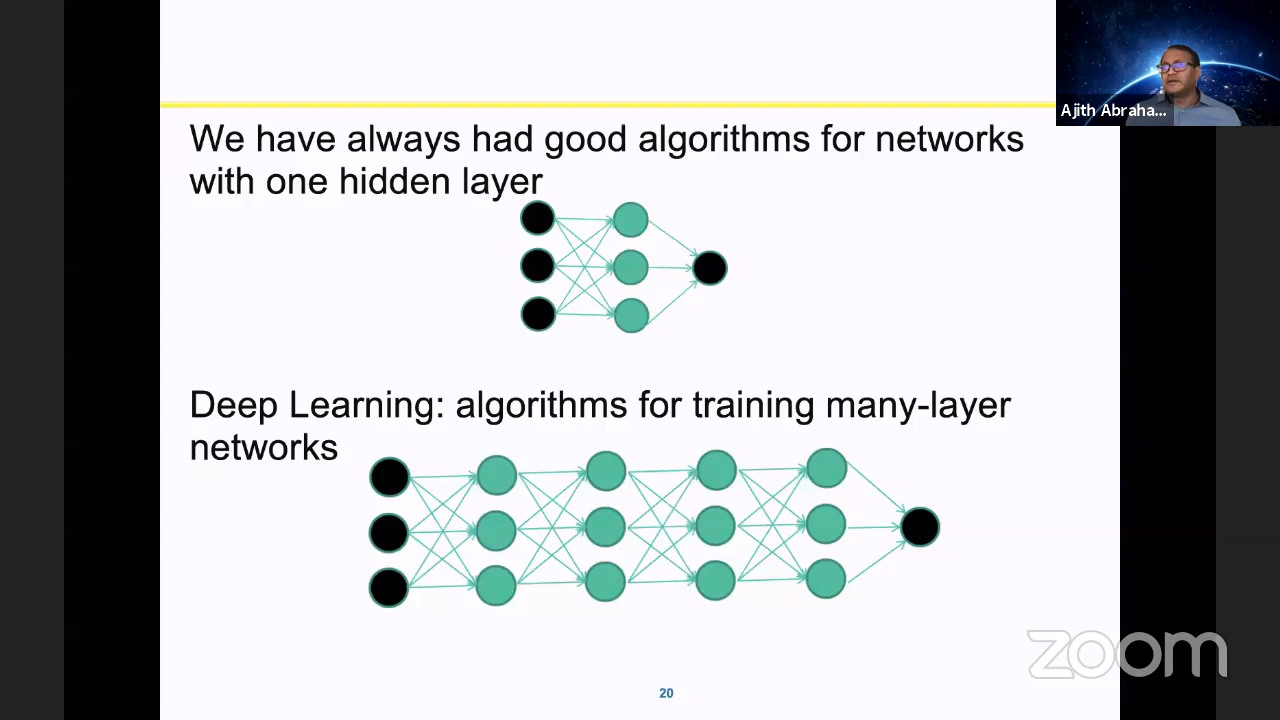 Ajith Abraha...
We have always had good algorithms for networks
with one hidden layer
Deep Learning: algorithms for training many-layer
networks
zoom
20